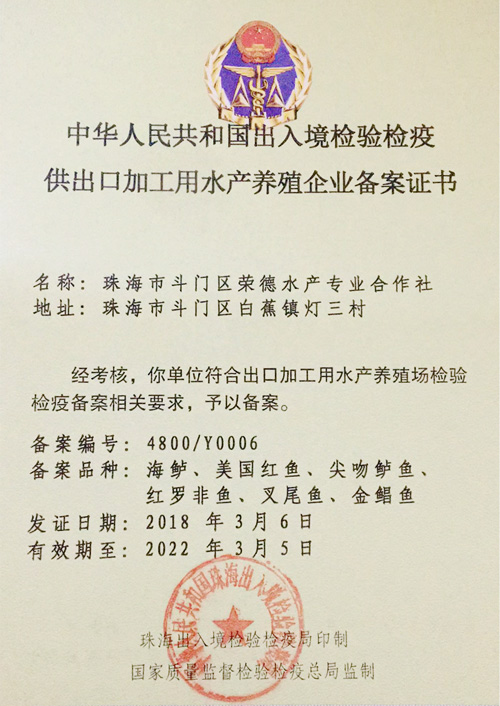 中华人民共和国出入境检验检疫
供出口加工用水产养殖企业备案证书
名称：珠海市斗门区荣德水产专业合作社
地址：珠海市斗门区白蕉镇灯三村
经考核，你单位符合出口加工用水产养殖场检验
检疫备案相关要求，予以备案。
备案编号：4800/Y0006
备案品种：海鲈、美国红鱼、尖吻鲈鱼、
红罗非鱼、叉尾鱼、金鲳鱼
发证日期：2018 年3月6日
有效期至：2022 年3月5日
中华人民共和国珠海出入境检验检疫局
珠海出入境检验检疫局印制
国家质量监督检验检疫总局监制